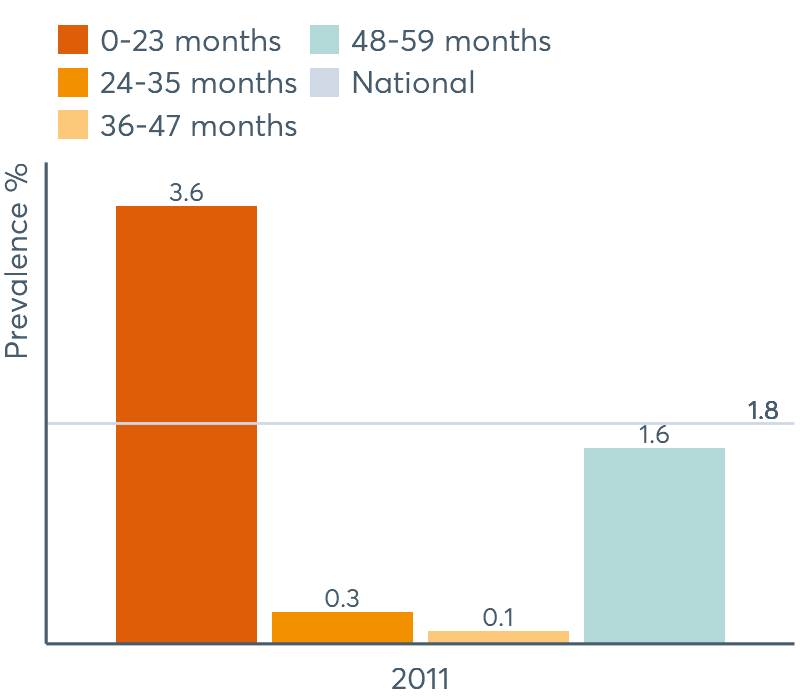 0-23 months
24-35 months
36-47 months
48-59 months
National
Prevalence %
3.6
0.3
0.1
1.6
1.8
2011